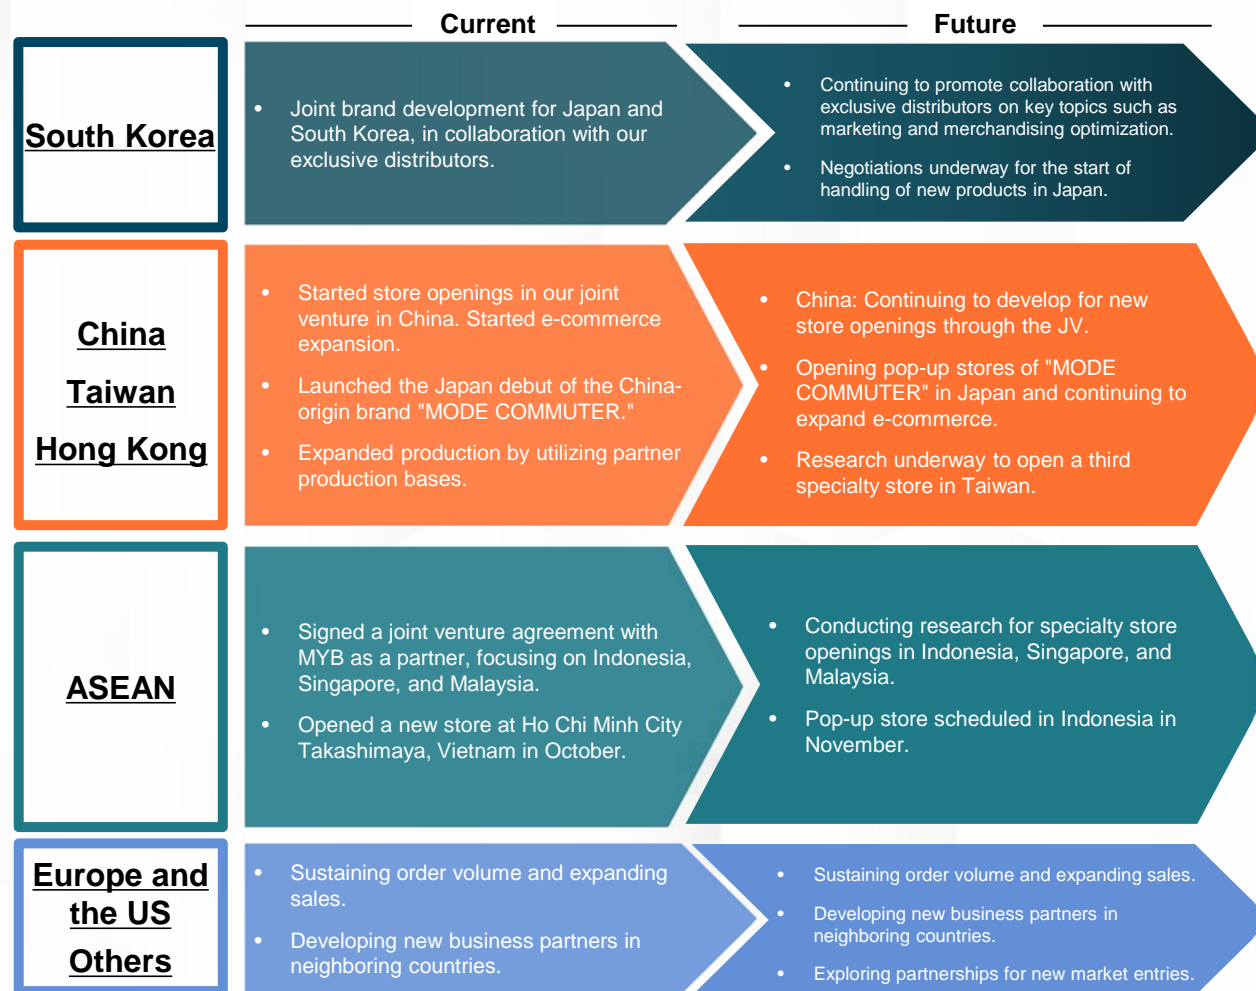 Current
Future
South Korea
• Joint brand development for Japan and
South Korea, in collaboration with our
exclusive distributors.
• Continuing to promote collaboration with
exclusive distributors on key topics such as
marketing and merchandising optimization.
• Negotiations underway for the start of
handling of new products in Japan.
China
Taiwan
Hong Kong
• Started store openings in our joint
venture in China. Started e-commerce
expansion.
• Launched the Japan debut of the China-
origin brand "MODE COMMUTER."
• Expanded production by utilizing partner
production bases.
• China: Continuing to develop for new
store openings through the JV.
• Opening pop-up stores of "MODE
COMMUTER" in Japan and continuing to
expand e-commerce.
• Research underway to open a third
specialty store in Taiwan.
ASEAN
• Signed a joint venture agreement with
MYB as a partner, focusing on Indonesia,
Singapore, and Malaysia.
• Opened a new store at Ho Chi Minh City
Takashimaya, Vietnam in October.
• Conducting research for specialty store
openings in Indonesia, Singapore, and
Malaysia.
• Pop-up store scheduled in Indonesia in
November.
Europe and
the US
Others
• Sustaining order volume and expanding
sales.
• Developing new business partners in
neighboring countries.
• Sustaining order volume and expanding sales.
• Developing new business partners in
neighboring countries.
• Exploring partnerships for new market entries.